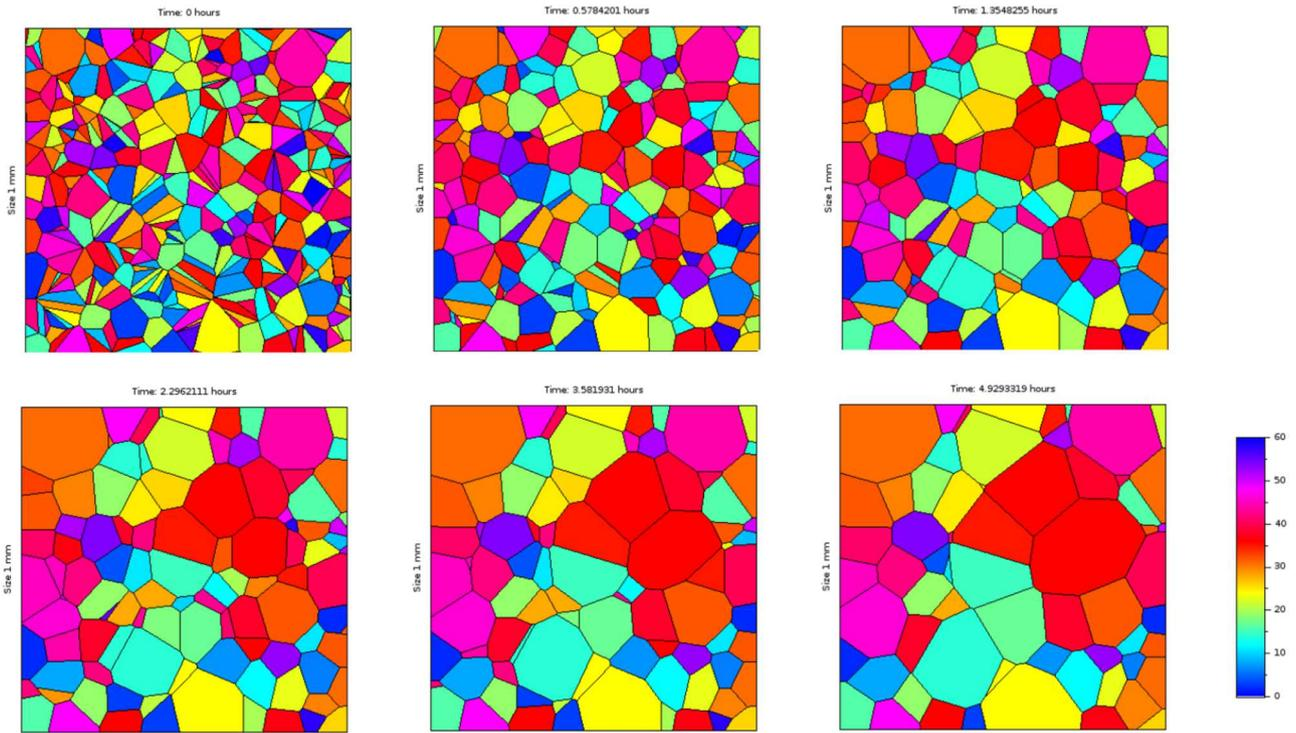 Time: 0 hours
Time: 0.5784201 hours
Time: 1.3548255 hours
Size 1 mm
Size 1 mm
Size 1 mm
Time: 2.2962111 hours
Time: 3.581931 hours
Time: 4.9293319 hours
Size 1 mm
Size 1 mm
Size 1 mm
60
50
40
30
20
10
0